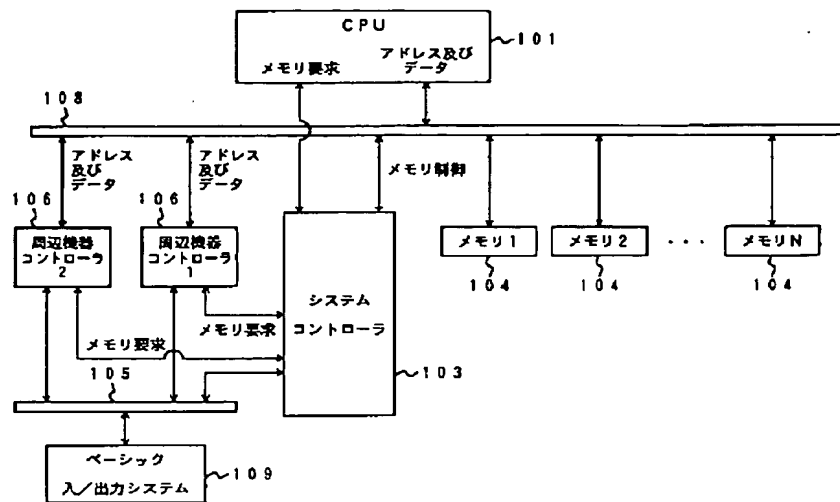 CPU
メモリ要求
アドレス及び
データ
101
108
アドレス
及び
データ
アドレス
及び
データ
メモリ制御
106
106
周辺機器
コントローラ
2
周辺機器
コントローラ
1
メモリ1
メモリ2
・・・
メモリN
104
104
104
システム
コントローラ
メモリ要求
メモリ要求
103
105
ベーシック
入/出力システム
109